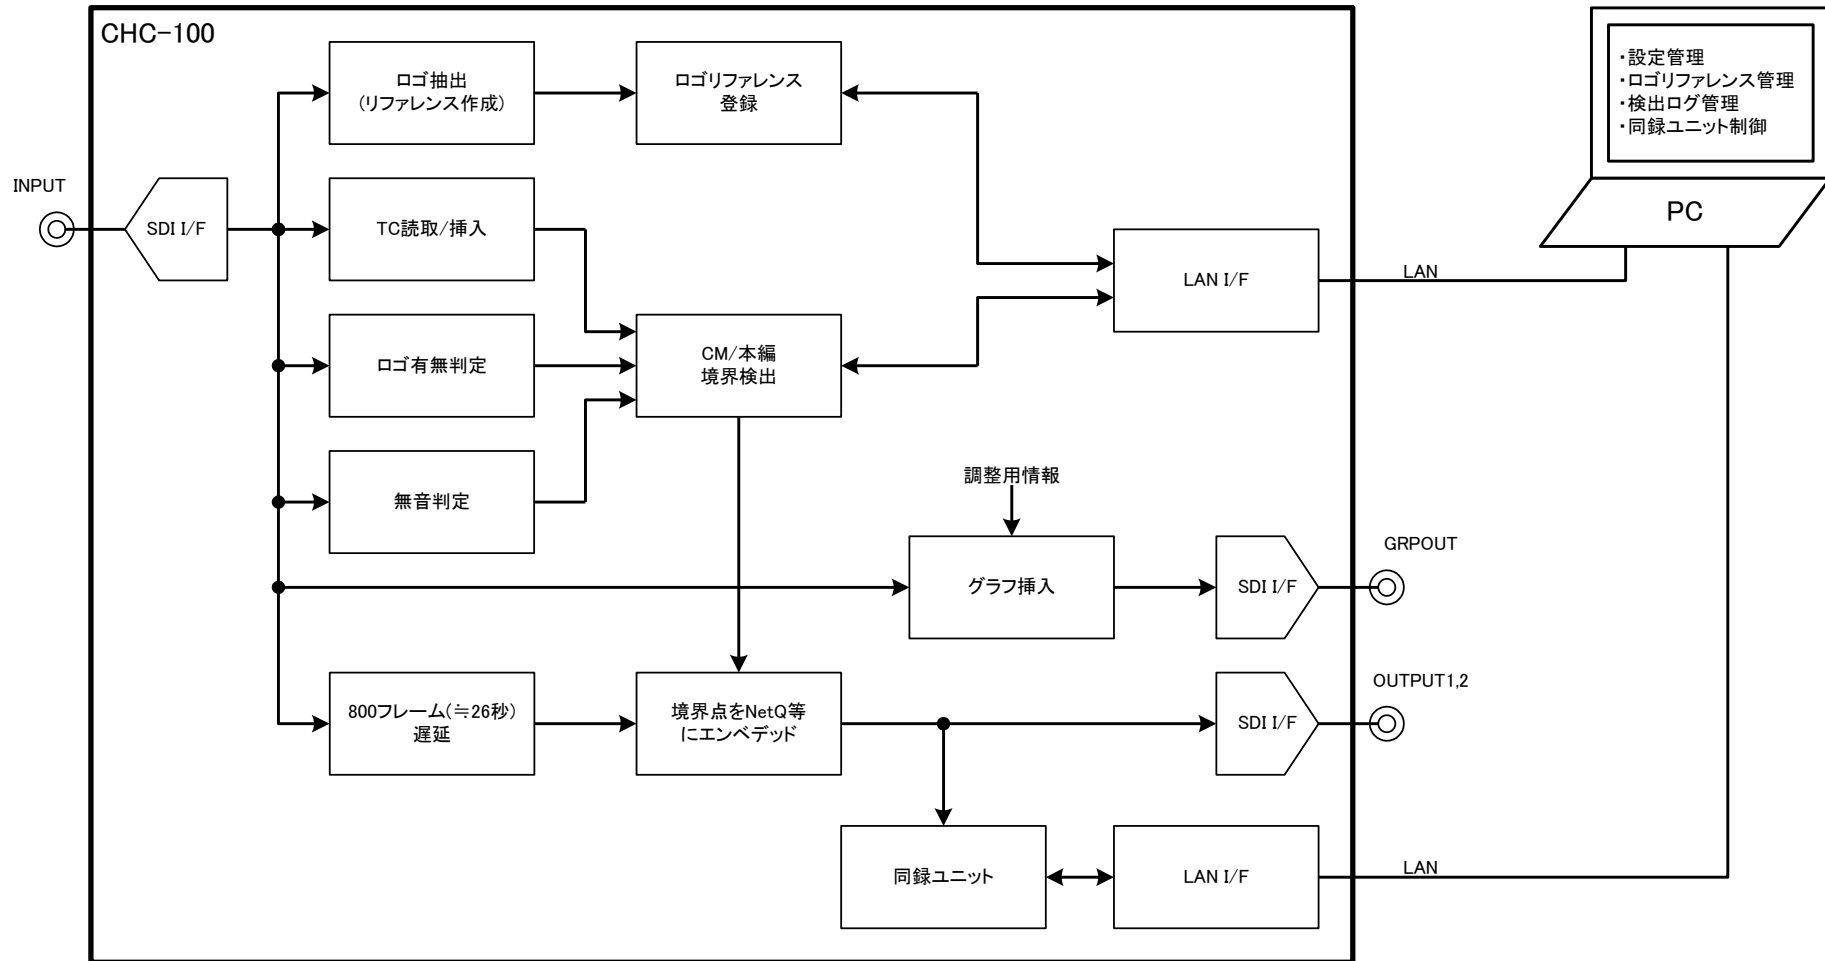 CHC-100
ロゴ抽出
(リファレンス作成)
ロゴリファレンス
登録
・設定管理
・ロゴリファレンス管理
・検出ログ管理
・同録ユニット制御
PC
INPUT
SDI I/F
TC読取/挿入
LAN I/F
LAN
ロゴ有無判定
CM/本編
境界検出
無音判定
調整用情報
グラフ挿入
SDI I/F
GRPOUT
800フレーム(≒26秒)
遅延
境界点をNetQ等
にエンベデッド
SDI I/F
OUTPUT1,2
同録ユニット
LAN I/F
LAN